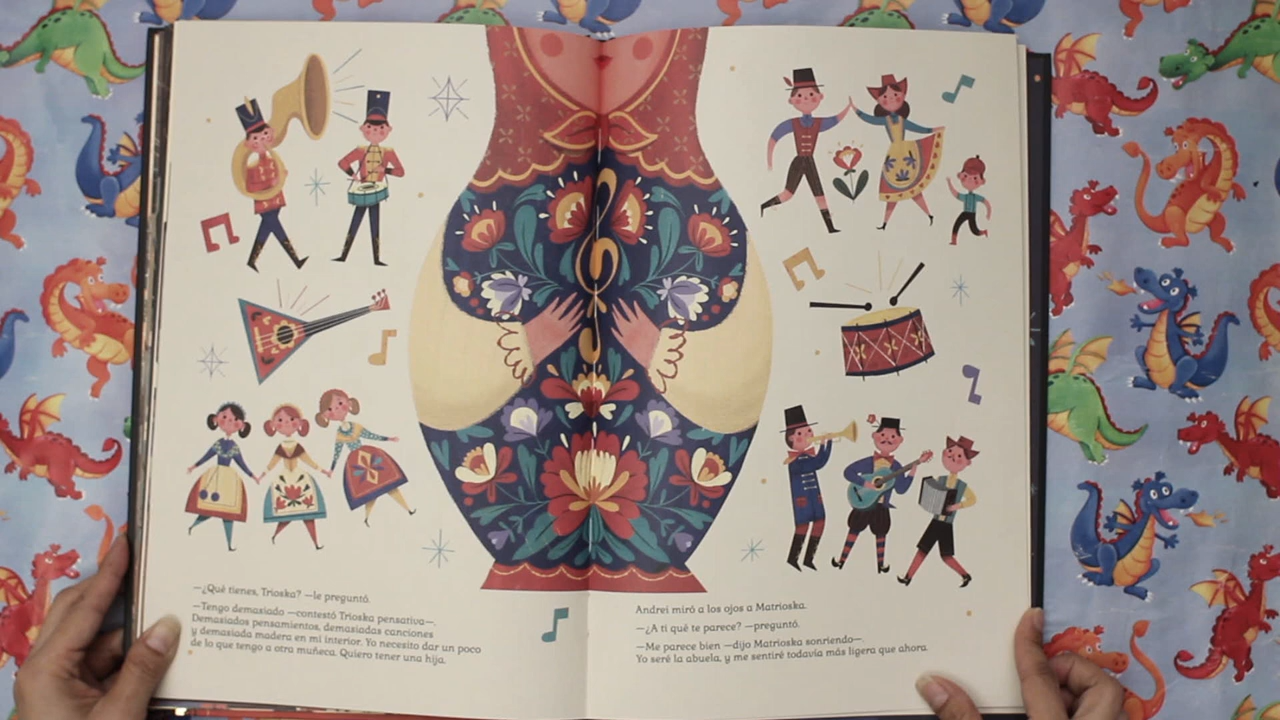 —¿Qué tienes, Trioska? —le preguntó.
—Tengo demasiado —contestó Trioska pensativa—.
Demasiados pensamientos, demasiadas canciones
y demasiada madera en mi interior. Yo necesito dar un poco
de lo que tengo a otra muñeca. Quiero tener una hija.
Andrei miró a los ojos a Matrioska.
—¿A ti qué te parece? —preguntó.
—Me parece bien —dijo Matrioska sonriendo—.
Yo seré la abuela, y me sentiré todavía más ligera que ahora.